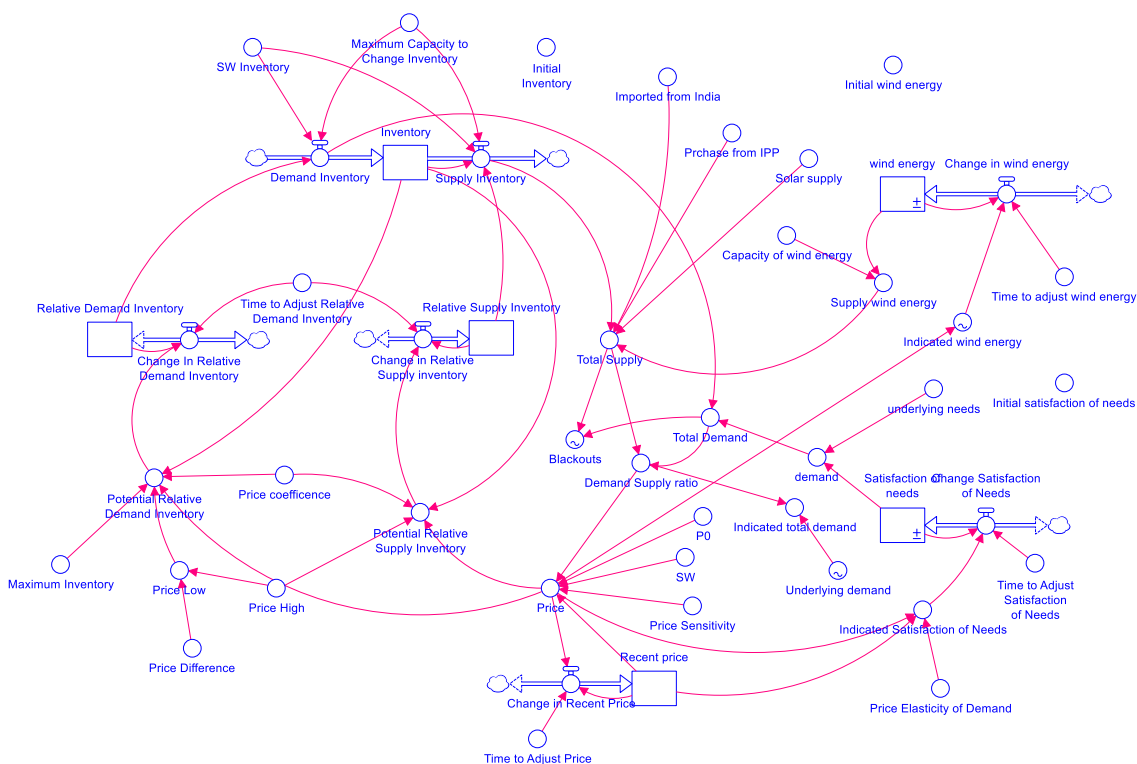 Maximum Capacity to
Change Inventory
SW Inventory
Initial
Inventory
Initial wind energy
Imported from India
Inventory
Prchase from IPP
wind energy
Change in wind energy
Demand Inventory
Supply Inventory
Solar supply
±
Capacity of wind energy
Supply wind energy
Time to adjust wind energy
Relative Demand Inventory
Time to Adjust Relative
Demand Inventory
Relative Supply Inventory
Indicated wind energy
Change In Relative
Demand Inventory
Change in Relative
Supply inventory
Total Supply
Initial satisfaction of needs
underlying needs
Total Demand
Blackouts
Demand Supply ratio
demand
Satisfaction of
needs
Change Satisfaction
of Needs
Price coefficence
Potential Relative
Demand Inventory
Potential Relative
Supply Inventory
Indicated total demand
±
P0
SW
Maximum Inventory
Price Low
Price High
Price
Underlying demand
Time to Adjust
Satisfaction
of Needs
Price Sensitivity
Indicated Satisfaction of Needs
Price Difference
Recent price
Change in Recent Price
Price Elasticity of Demand
Time to Adjust Price